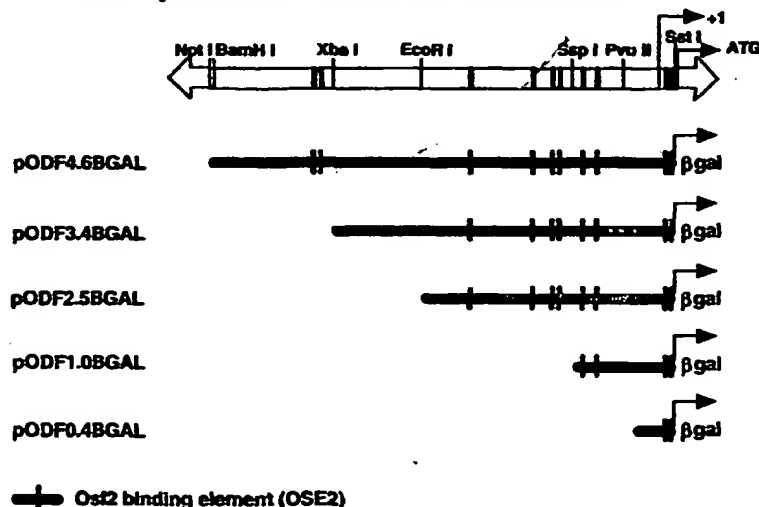 +1
Sst I
Not I BamH I Xba I EcoR I Ssp I Pvu II ATG
pODF4.6BGAL βgal
pODF3.4BGAL βgal
pODF2.5BGAL βgal
pODF1.0BGAL βgal
pODF0.4BGAL βgal
Osf2 binding element (OSE2)